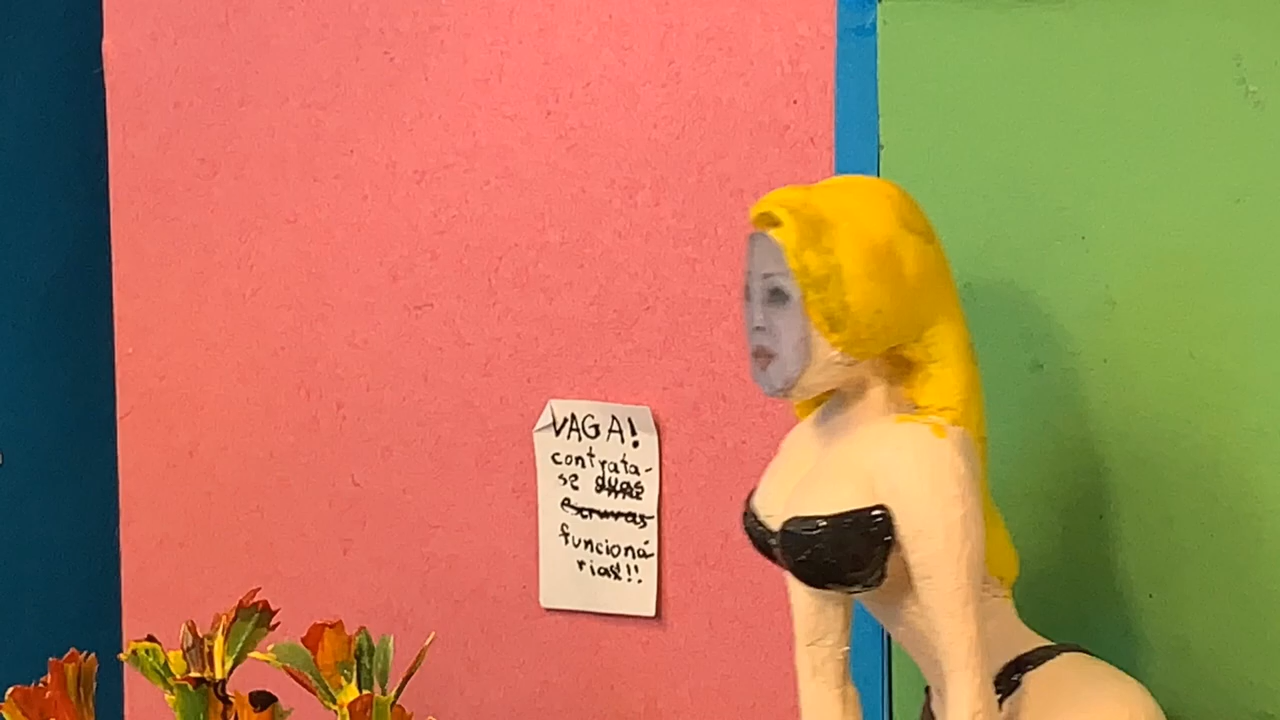 VAGA!
contrata-
se duas
escravas
funcioná
rias!!